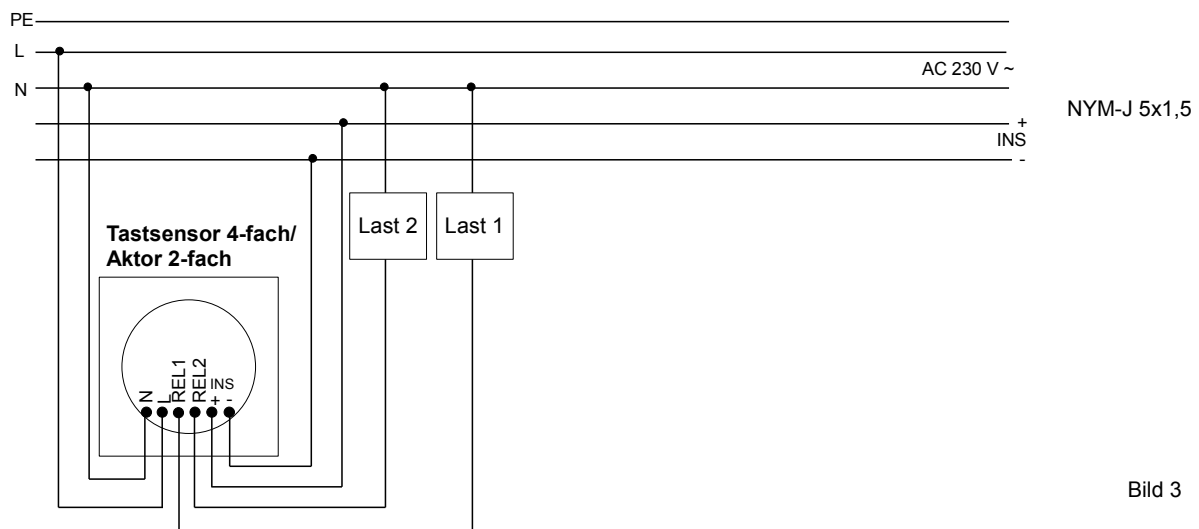 PE
L
AC 230 V ~
N
NYM-J 5x1,5
+
INS
-
Tastsensor 4-fach/
Aktor 2-fach
Last 2
Last 1
N
L
REL1
REL2
INS
+
-
Bild 3